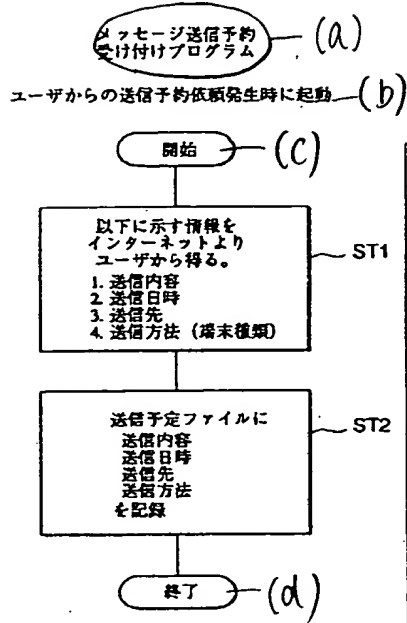 メッセージ送信予約
受け付けプログラム
(a)
ユーザからの送信予約依頼発生時に起動
(b)
開始
(c)
以下に示す情報を
インターネットより
ユーザから得る。
1. 送信内容
2. 送信日時
3. 送信先
4. 送信方法（端末種類）
ST1
送信予定ファイルに
送信内容
送信日時
送信先
送信方法
を記録
ST2
終了
(d)